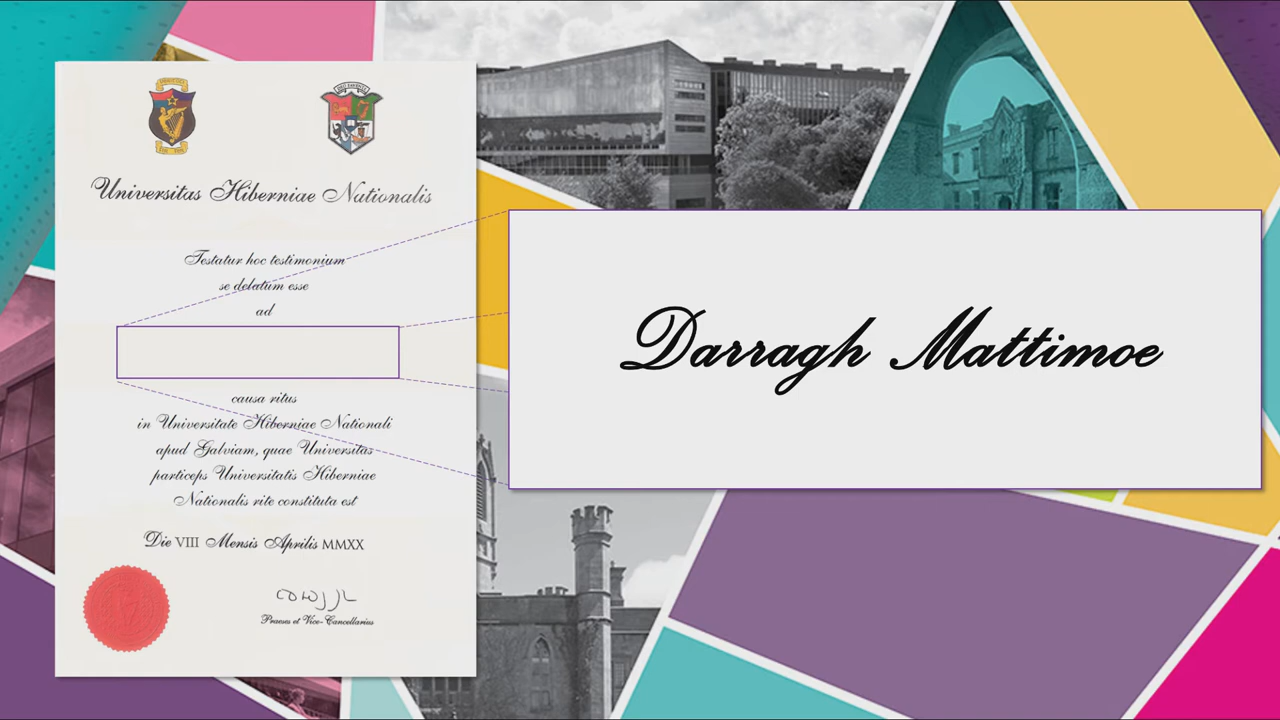 Universitas Hiberniae Nationalis
Testatur hoc testimonium
se delatum esse
ad
Darragh Mattimoe
causa ritus
in Universitate Hiberniae Nationali
apud Galviam, quae Universitas
particeps Universitatis Hiberniae
Nationalis rite constituta est
Die VIII Mensis Aprilis MMXX
Praeses et Vice-Cancellarius